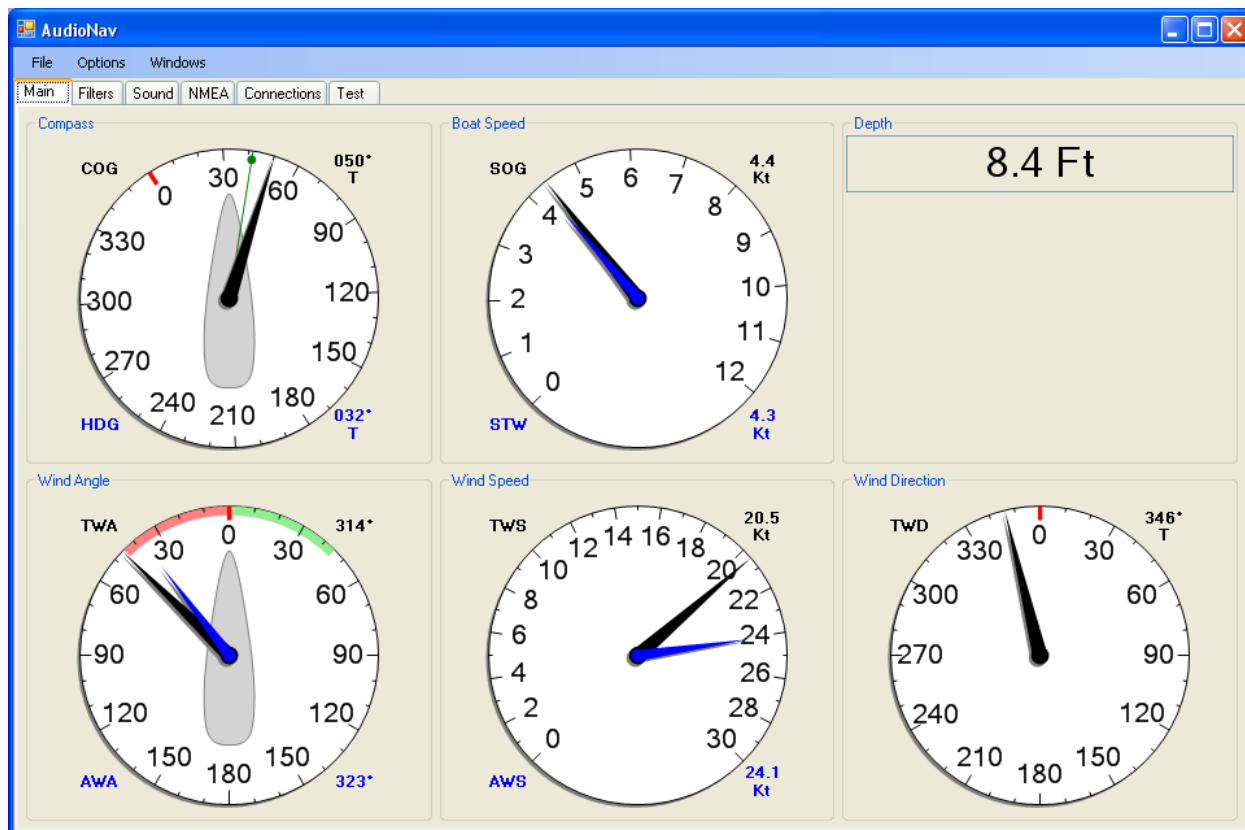 AudioNav
File Options Windows
Main Filters Sound NMEA Connections Test
Compass
COG
050°
T
0
30
60
90
120
150
180
210
240
270
300
330
HDG
032°
T
Boat Speed
SOG
4.4
Kt
0
1
2
3
4
5
6
7
8
9
10
11
12
STW
4.3
Kt
Depth
8.4 Ft
Wind Angle
TWA
314°
0
30
60
90
120
150
180
150
120
90
60
30
AWA
323°
Wind Speed
TWS
20.5
Kt
0
2
4
6
8
10
12
14
16
18
20
22
24
26
28
30
AWS
24.1
Kt
Wind Direction
TWD
346°
T
0
30
60
90
120
150
180
210
240
270
300
330